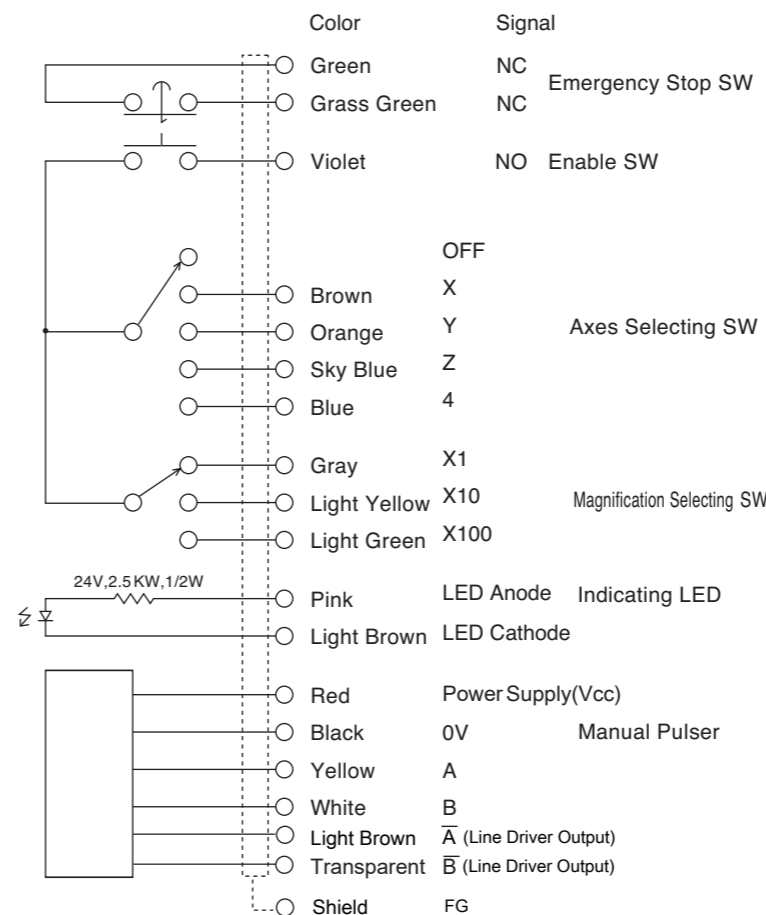 Color Signal
Green NC
Emergency Stop SW
Grass Green NC
Violet NO Enable SW
OFF
Brown X
Orange Y Axes Selecting SW
Sky Blue Z
Blue 4
Gray X1
Light Yellow X10 Magnification Selecting SW
Light Green X100
24V,2.5KW,1/2W
Pink LED Anode Indicating LED
Light Brown LED Cathode
Red Power Supply(Vcc)
Black 0V Manual Pulser
Yellow A
White B
Light Brown A̅ (Line Driver Output)
Transparent B̅ (Line Driver Output)
Shield FG